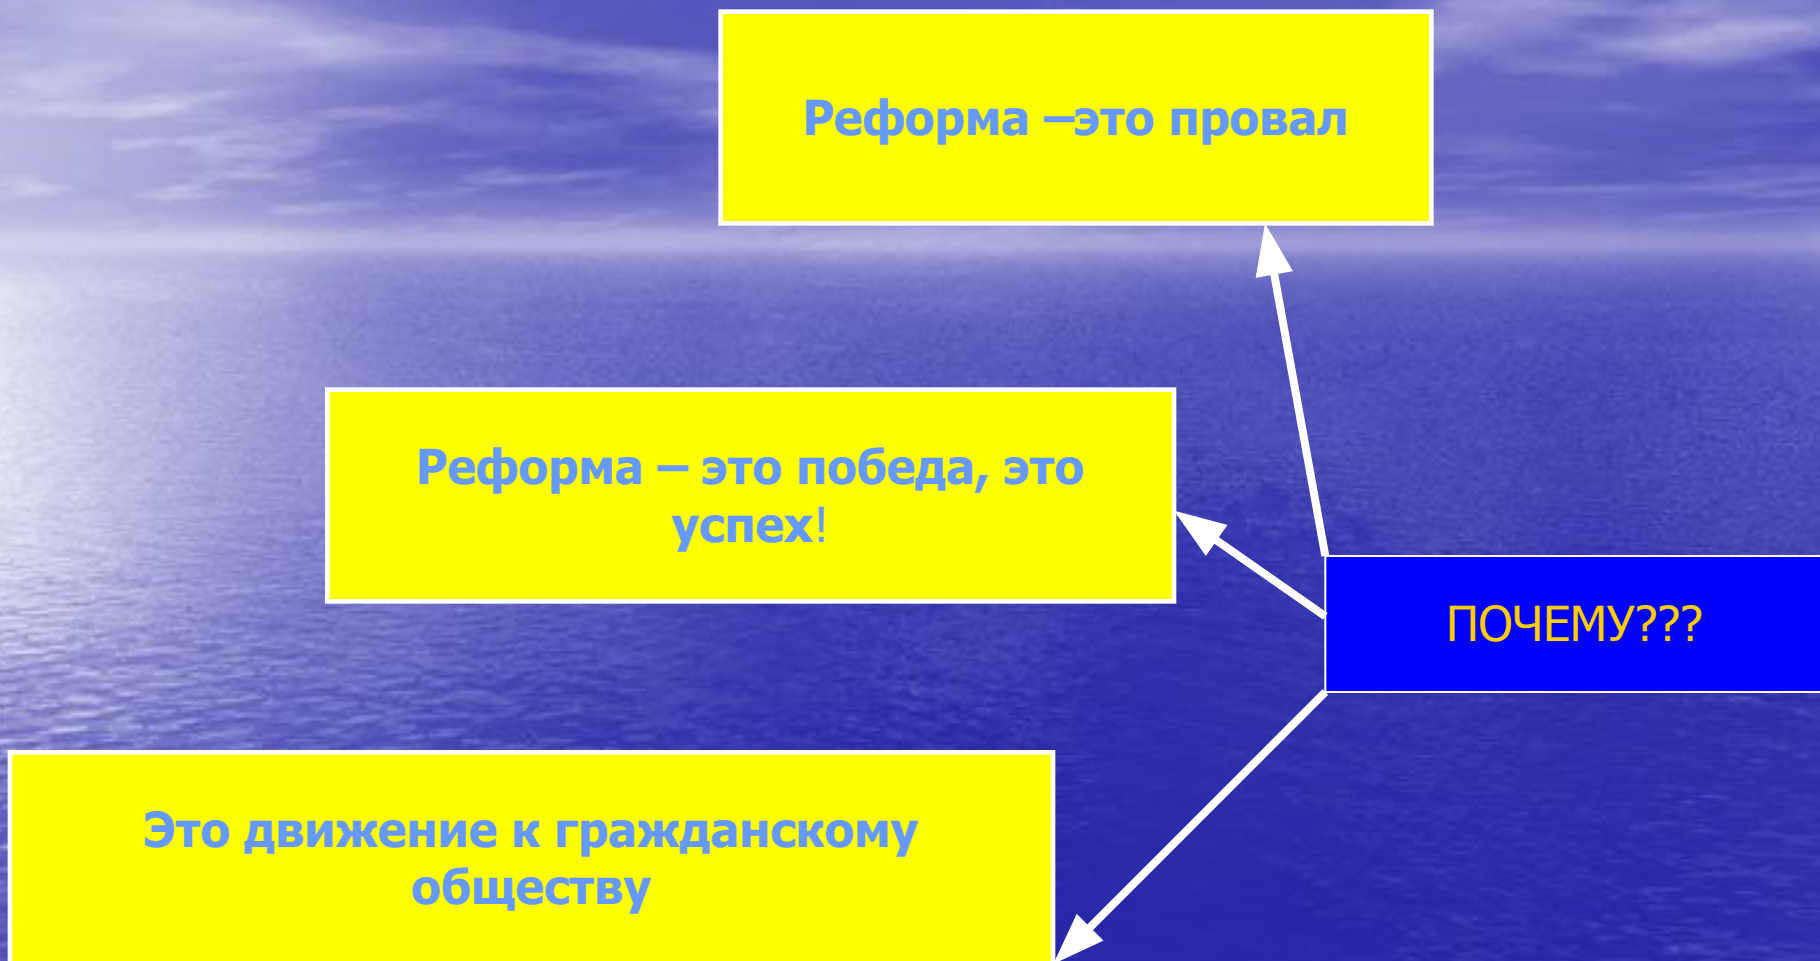 Реформа –это провал
Реформа – это победа, это
успех!
ПОЧЕМУ???
Это движение к гражданскому
обществу